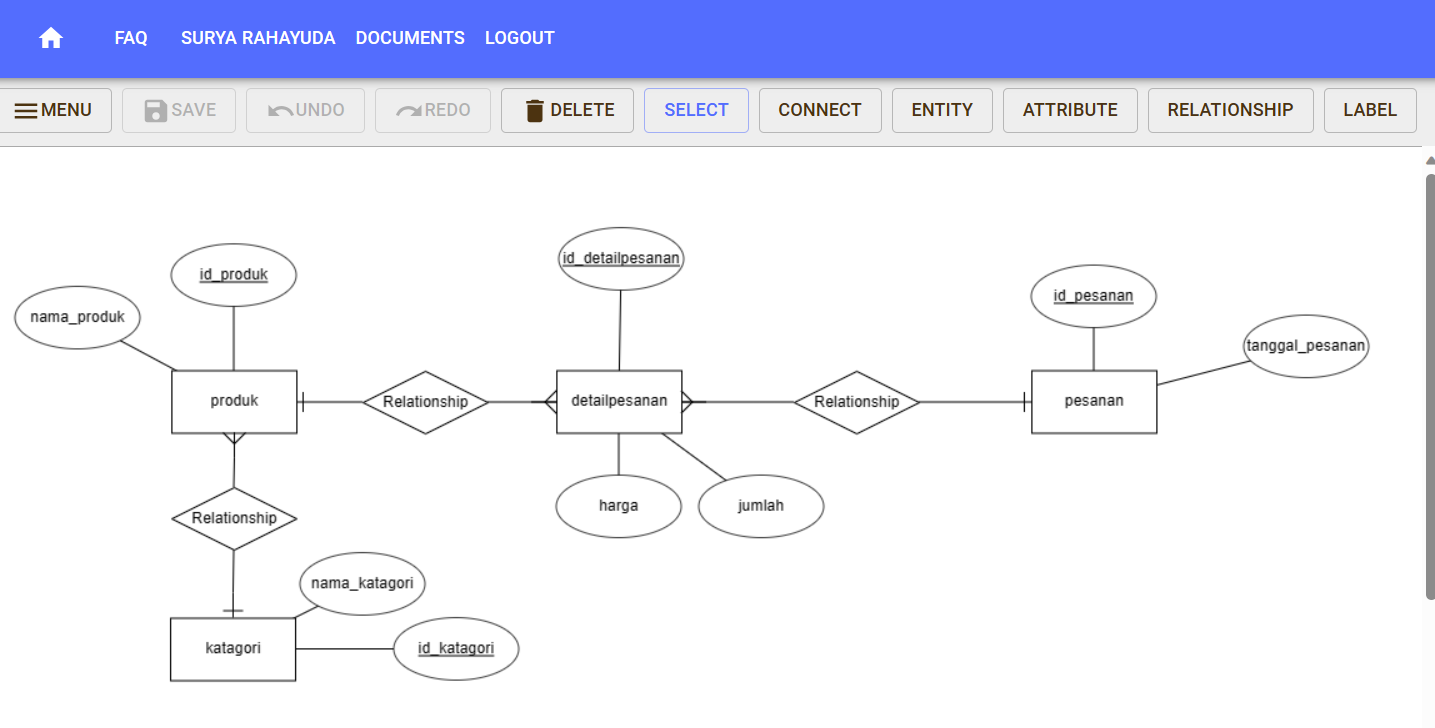 FAQ SURYA RAHAYUDA DOCUMENTS LOGOUT
MENU SAVE UNDO REDO DELETE SELECT CONNECT ENTITY ATTRIBUTE RELATIONSHIP LABEL
id_detailpesanan
id_produk
id_pesanan
nama_produk
tanggal_pesanan
produk
Relationship
detailpesanan
Relationship
pesanan
harga
jumlah
Relationship
nama_katagori
katagori
id_katagori